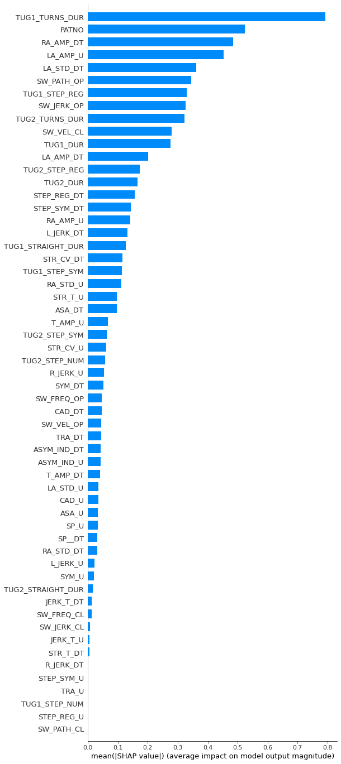 TUG1_TURNS_DUR
PATNO
RA_AMP_DT
LA_AMP_U
LA_STD_DT
SW_PATH_OP
TUG1_STEP_REG
SW_JERK_OP
TUG2_TURNS_DUR
SW_VEL_CL
TUG1_DUR
LA_AMP_DT
TUG2_STEP_REG
TUG2_DUR
STEP_REG_DT
STEP_SYM_DT
RA_AMP_U
L_JERK_DT
TUG1_STRAIGHT_DUR
STR_CV_DT
TUG1_STEP_SYM
RA_STD_U
STR_T_U
ASA_DT
T_AMP_U
TUG2_STEP_SYM
STR_CV_U
TUG2_STEP_NUM
R_JERK_U
SYM_DT
SW_FREQ_OP
CAD_DT
SW_VEL_OP
TRA_DT
ASYM_IND_DT
ASYM_IND_U
T_AMP_DT
LA_STD_U
CAD_U
ASA_U
SP_U
SP__DT
RA_STD_DT
L_JERK_U
SYM_U
TUG2_STRAIGHT_DUR
JERK_T_DT
SW_FREQ_CL
SW_JERK_CL
JERK_T_U
STR_T_DT
R_JERK_DT
STEP_SYM_U
TRA_U
TUG1_STEP_NUM
STEP_REG_U
SW_PATH_CL
0.0 0.1 0.2 0.3 0.4 0.5 0.6 0.7 0.8
mean(|SHAP value|) (average impact on model output magnitude)